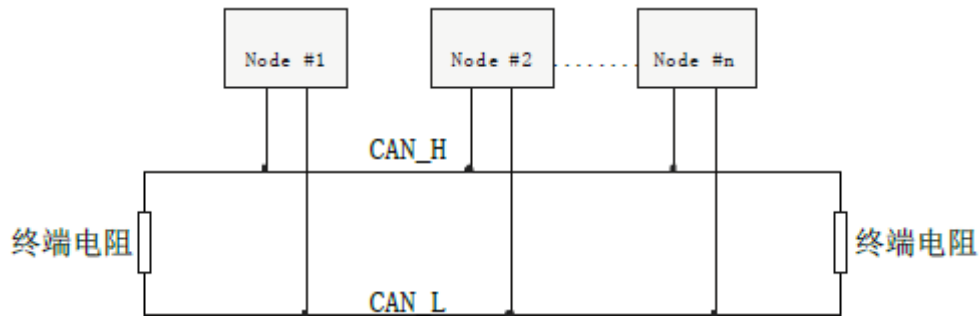 Node #1
Node #2
........
Node #n
CAN_H
终端电阻
终端电阻
CAN_L